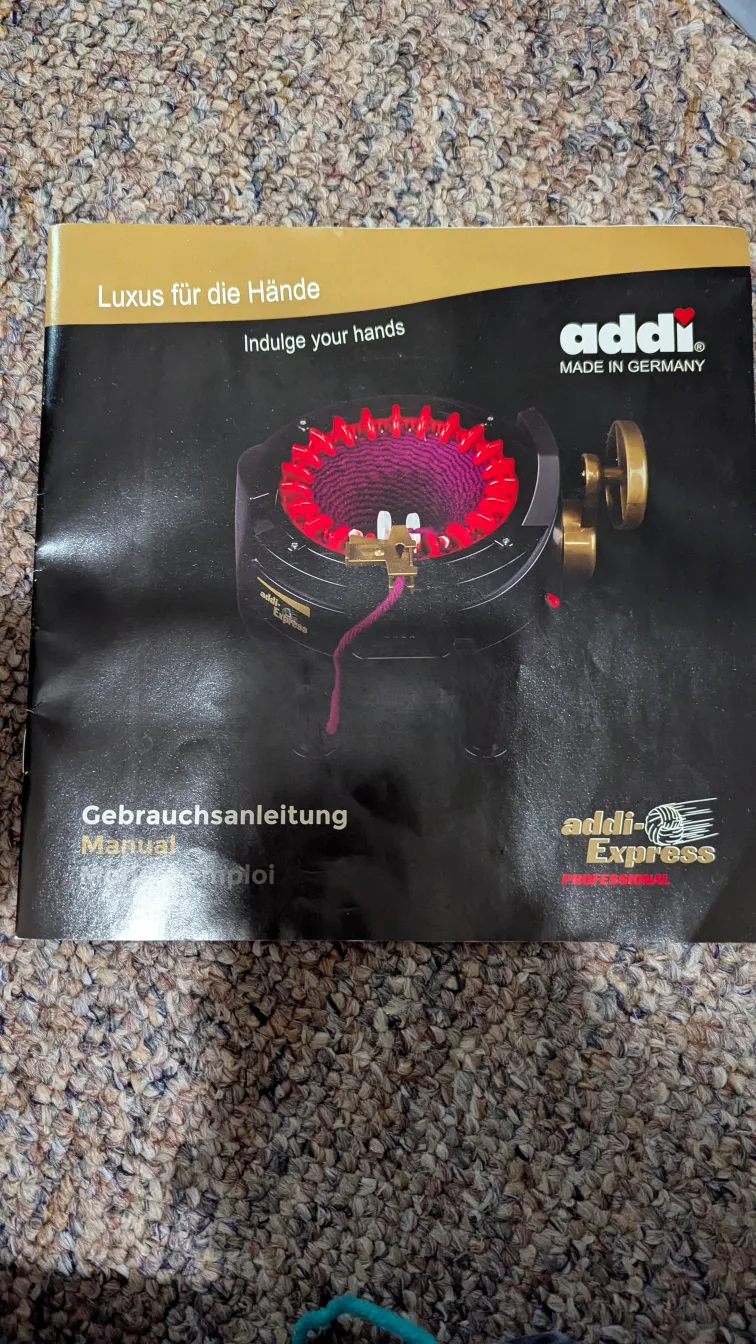 Luxus für die Hände
Indulge your hands
addi®
MADE IN GERMANY
addi-
Express
Gebrauchsanleitung
Manual
addi-
Express
PROFESSIONAL